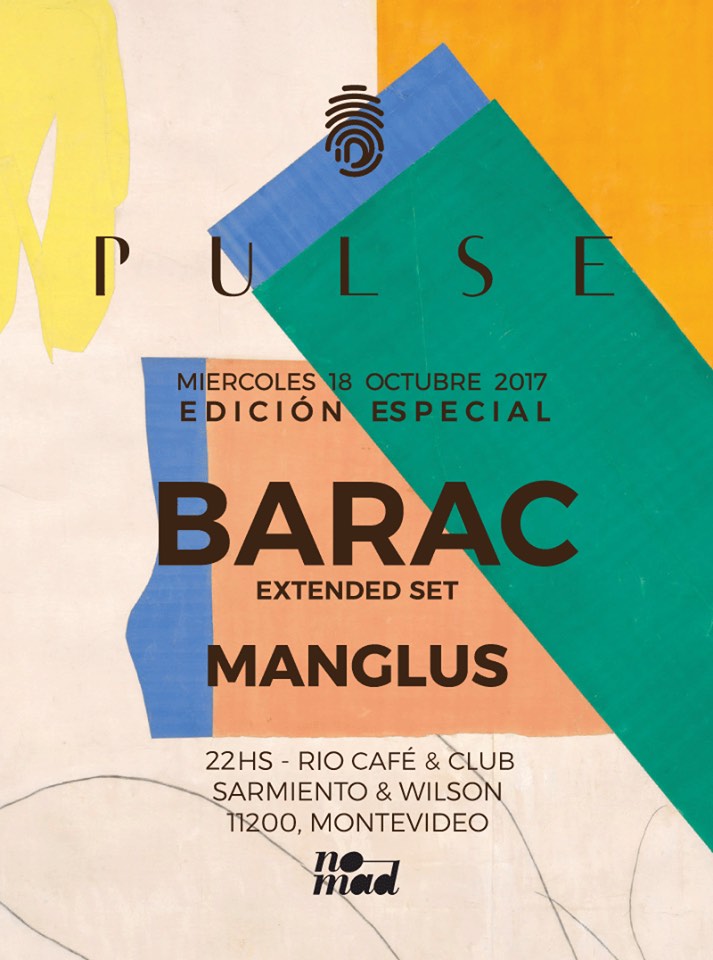 PULSE
MIERCOLES 18 OCTUBRE 2017
EDICIÓN ESPECIAL
BARAC
EXTENDED SET
MANGLUS
22HS - RIO CAFÉ & CLUB
SARMIENTO & WILSON
11200, MONTEVIDEO
no
mad